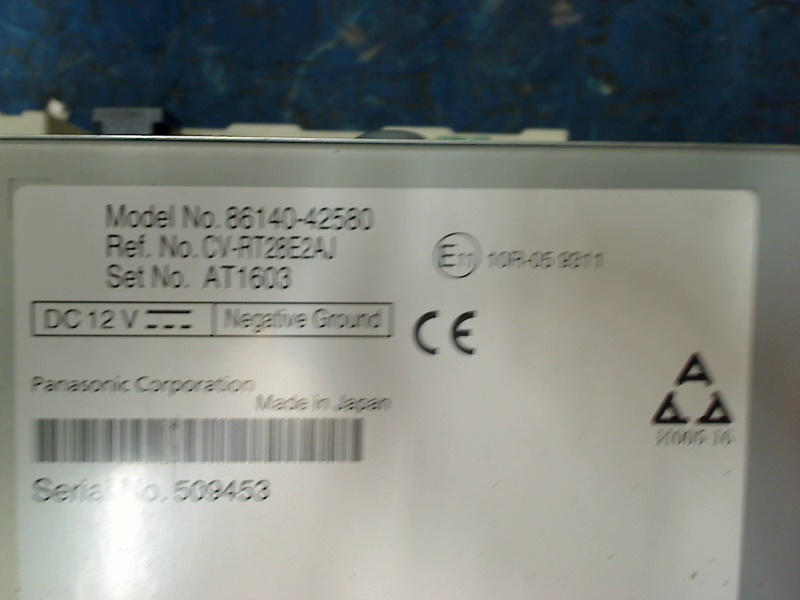 Model No. 86140-42580
Ref. No. CV-RT28E2AJ
Set No. AT1603
E11 10R-05 9311
DC 12 V
Negative Ground
CE
Panasonic Corporation
Made in Japan
Serial No. 509453